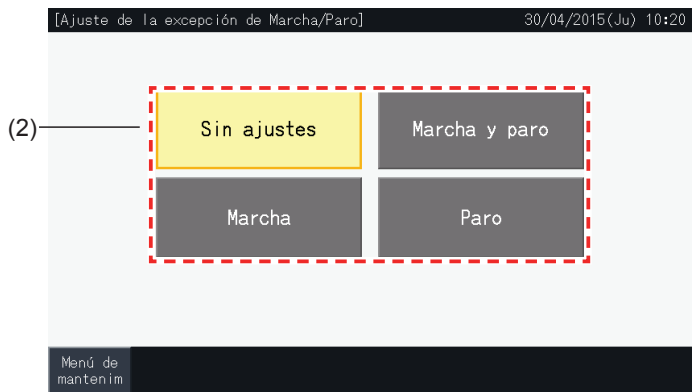 [Ajuste de la excepción de Marcha/Paro] 30/04/2015(Ju) 10:20
(2)
Sin ajustes Marcha y paro
Marcha Paro
Menú de
mantenim